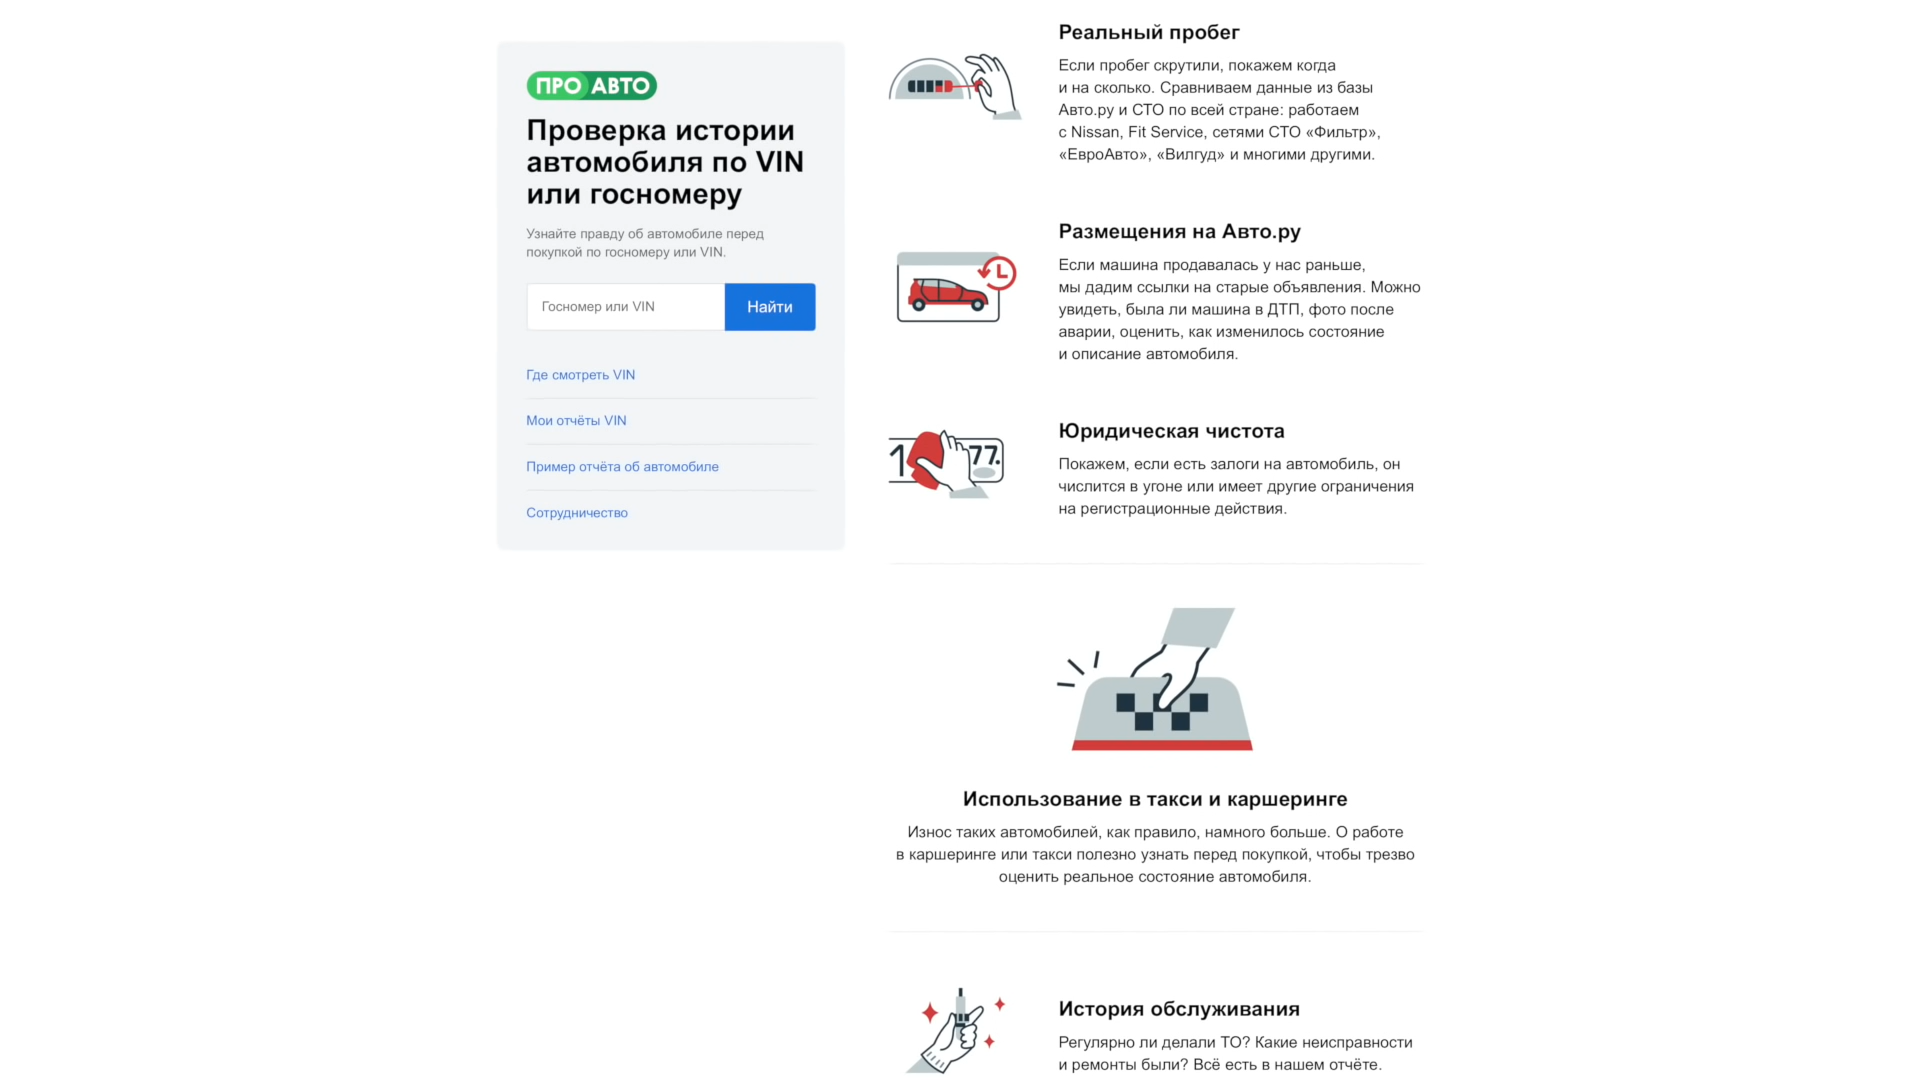 ПРО АВТО
Проверка истории
автомобиля по VIN
или госномеру
Узнайте правду об автомобиле перед
покупкой по госномеру или VIN.
Госномер или VIN
Найти
Где смотреть VIN
Мои отчёты VIN
Пример отчёта об автомобиле
Сотрудничество
Реальный пробег
Если пробег скрутили, покажем когда
и на сколько. Сравниваем данные из базы
Авто.ру и СТО по всей стране: работаем
с Nissan, Fit Service, сетями СТО «Фильтр»,
«ЕвроАвто», «Вилгуд» и многими другими.
Размещения на Авто.ру
Если машина продавалась у нас раньше,
мы дадим ссылки на старые объявления. Можно
увидеть, была ли машина в ДТП, фото после
аварии, оценить, как изменилось состояние
и описание автомобиля.
1 77.
Юридическая чистота
Покажем, если есть залоги на автомобиль, он
числится в угоне или имеет другие ограничения
на регистрационные действия.
Использование в такси и каршеринге
Износ таких автомобилей, как правило, намного больше. О работе
в каршеринге или такси полезно узнать перед покупкой, чтобы трезво
оценить реальное состояние автомобиля.
История обслуживания
Регулярно ли делали ТО? Какие неисправности
и ремонты были? Всё есть в нашем отчёте.